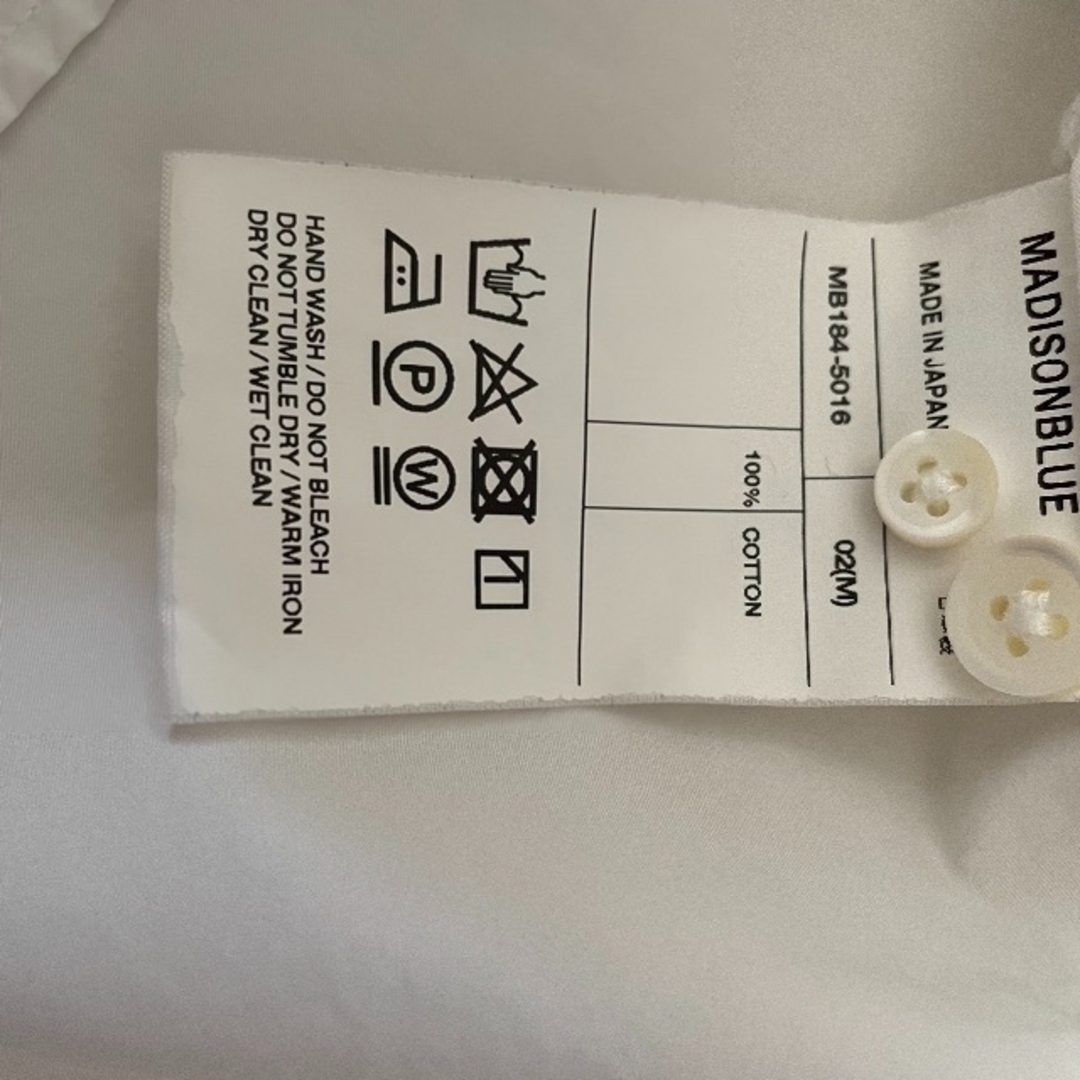 MADISONBLUE
MADE IN JAPAN
MB184-5016 02(M)
100% COTTON
P
W
HAND WASH / DO NOT BLEACH
DO NOT TUMBLE DRY / WARM IRON
DRY CLEAN / WET CLEAN